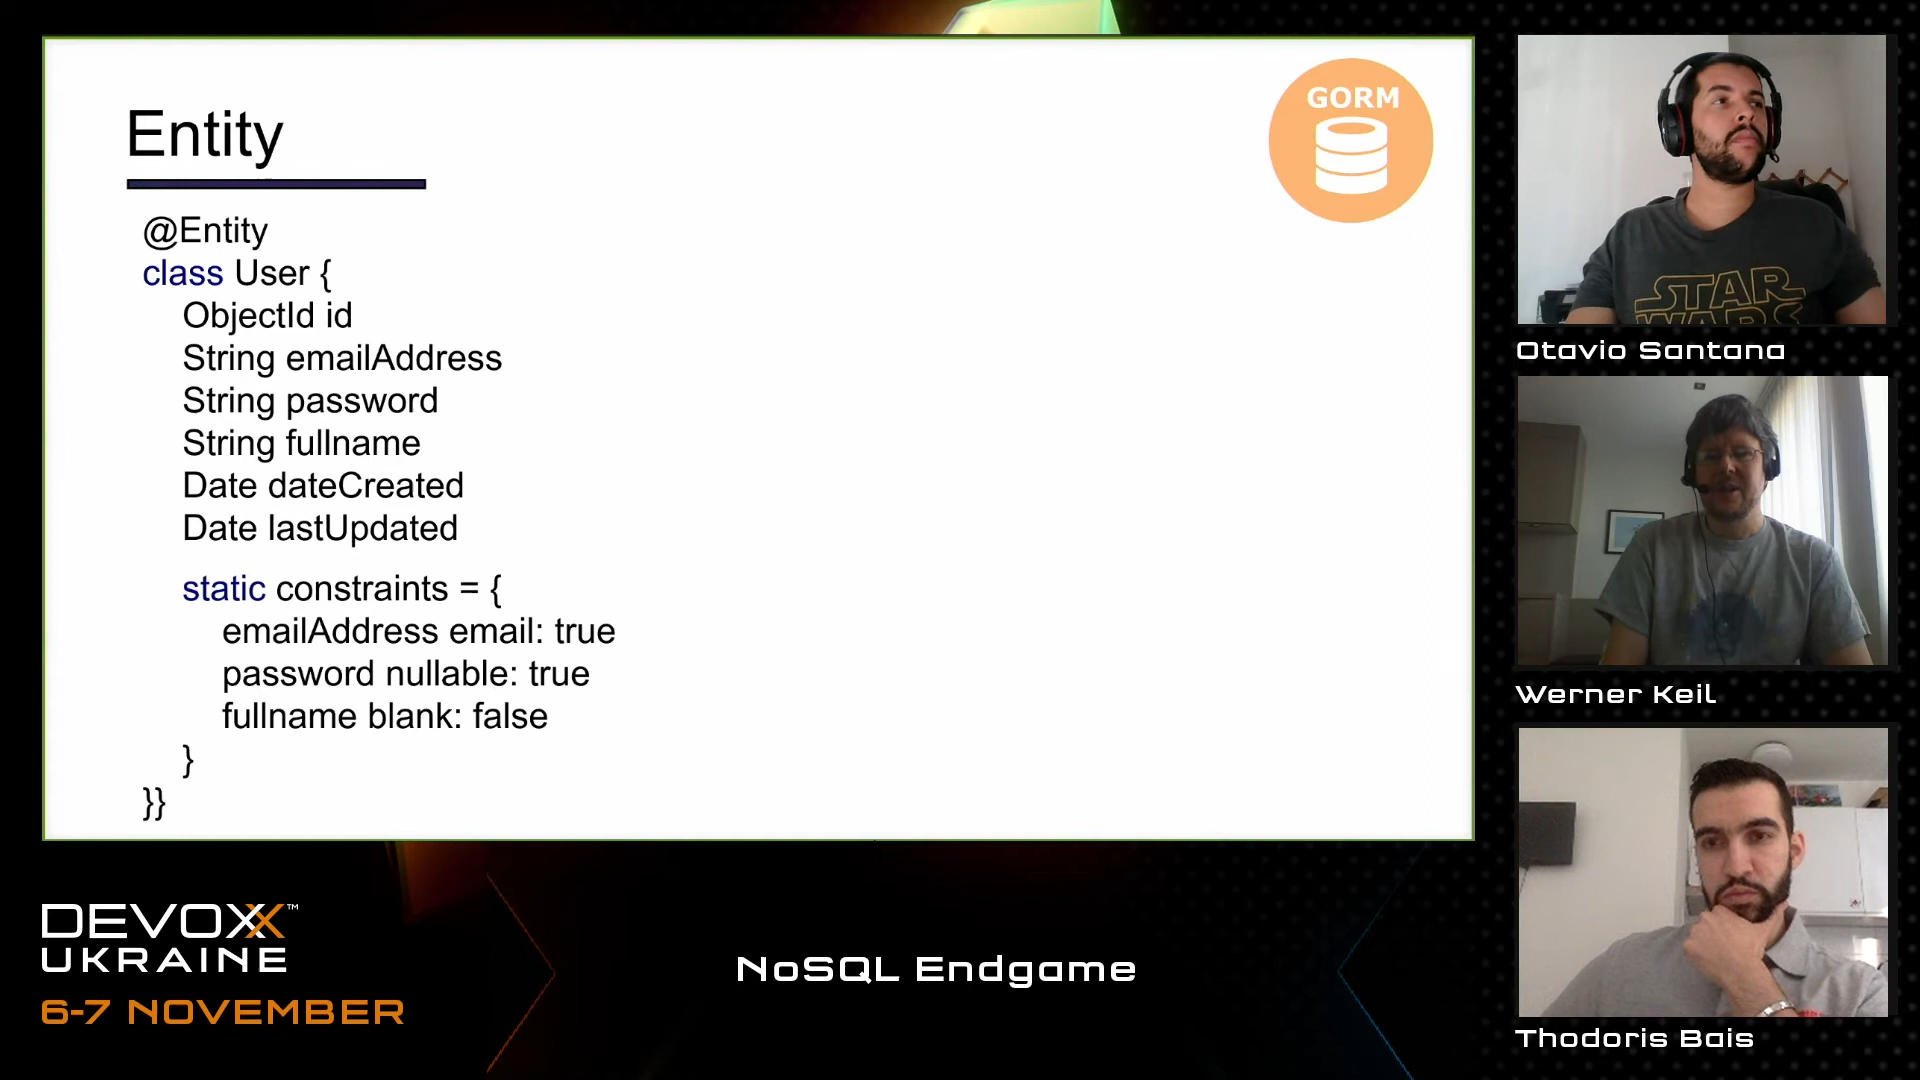 GORM
Entity
@Entity
class User {
ObjectId id
String emailAddress
String password
String fullname
Date dateCreated
Date lastUpdated
static constraints = {
emailAddress email: true
password nullable: true
fullname blank: false
}
}}
STAR
WARS
Otavio Santana
Werner Keil
Thodoris Bais
DEVOXX™
UKRAINE
6-7 NOVEMBER
NoSQL Endgame